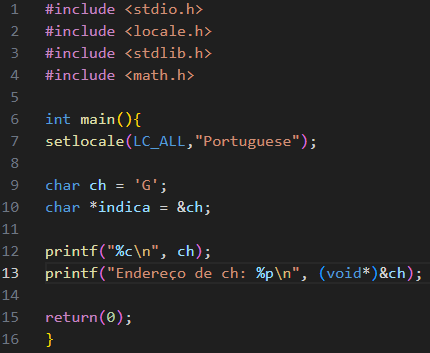 1 #include <stdio.h>
2 #include <locale.h>
3 #include <stdlib.h>
4 #include <math.h>
5
6 int main(){
7 setlocale(LC_ALL,"Portuguese");
8
9 char ch = 'G';
10 char *indica = &ch;
11
12 printf("%c\n", ch);
13 printf("Endereço de ch: %p\n", (void*)&ch);
14
15 return(0);
16 }